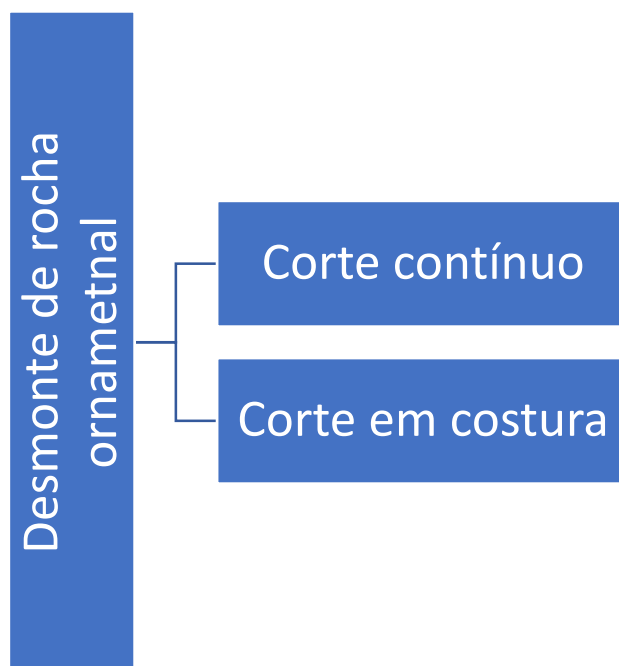 Desmonte de rocha
ornametnal
Corte contínuo
Corte em costura